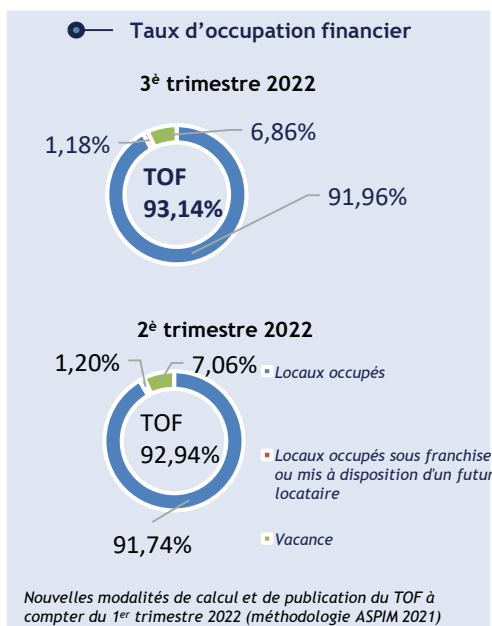 Taux d’occupation financier
3è trimestre 2022
1,18%
6,86%
TOF
93,14%
91,96%
2è trimestre 2022
1,20%
7,06%
Locaux occupés
TOF
92,94%
Locaux occupés sous franchise
ou mis à disposition d'un futur
locataire
91,74%
Vacance
Nouvelles modalités de calcul et de publication du TOF à
compter du 1er trimestre 2022 (méthodologie ASPIM 2021)